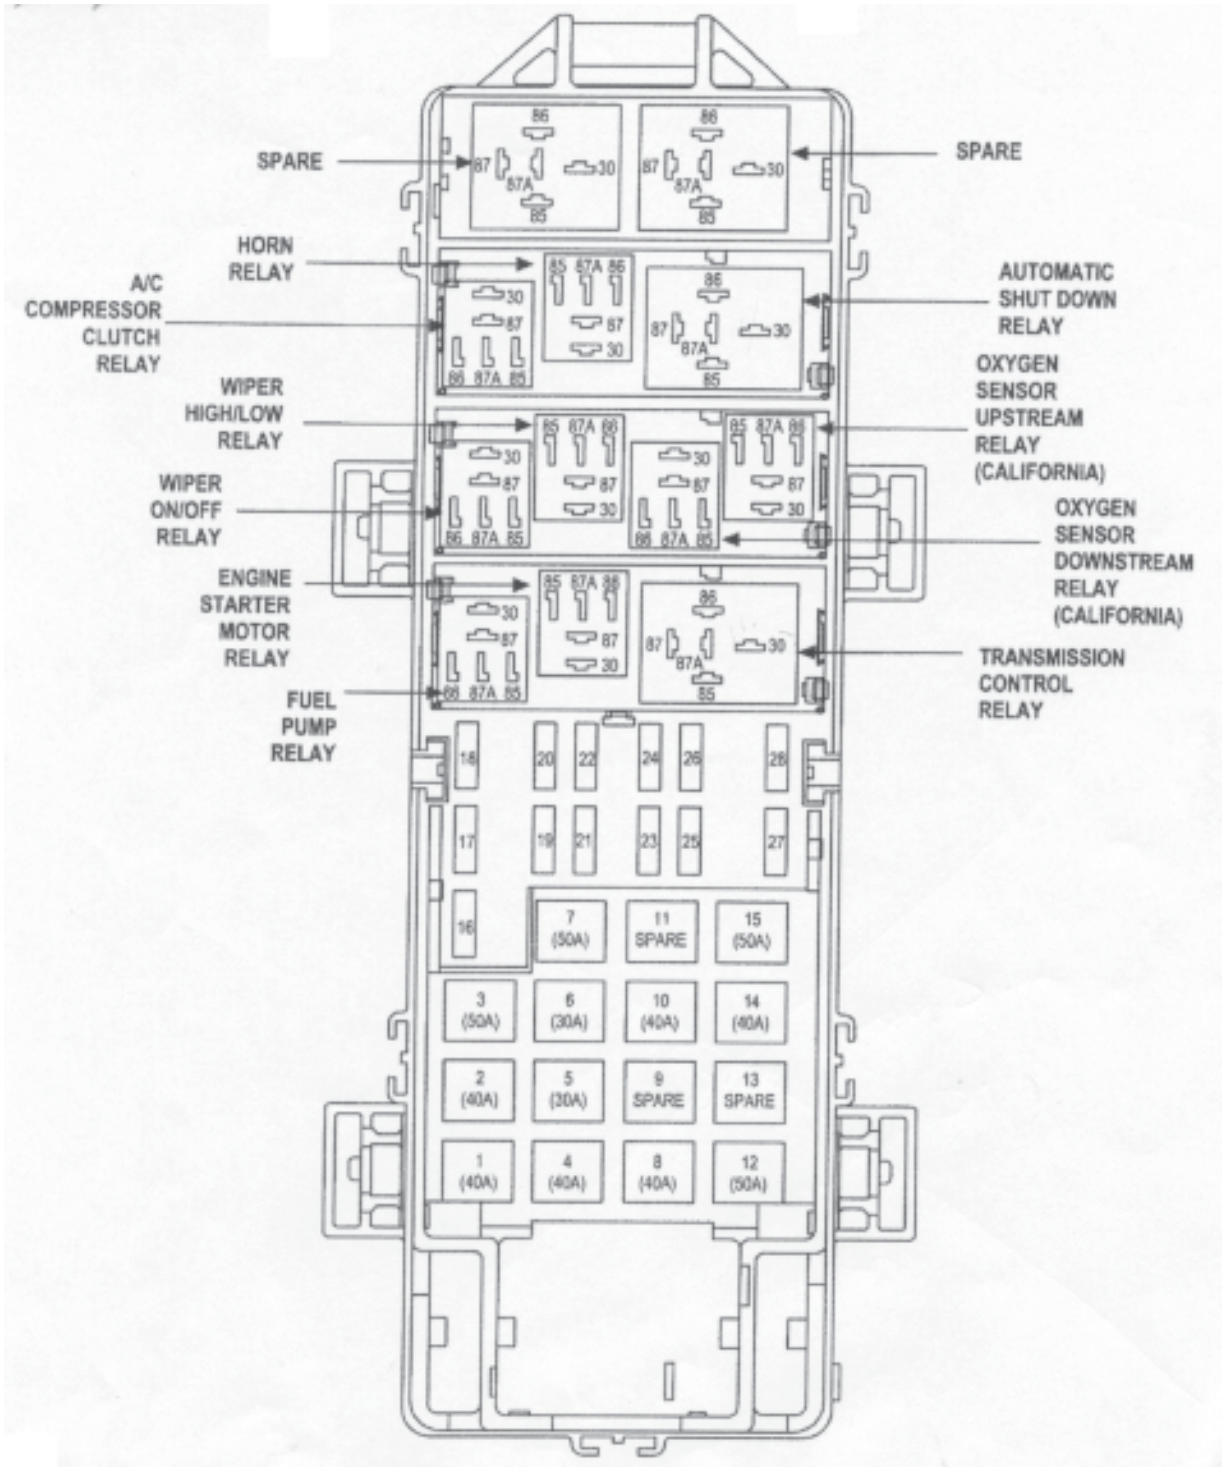 86
86
SPARE
87
30
87
30
SPARE
87A
87A
85
85
HORN
RELAY
85 87A 86
86
AUTOMATIC
SHUT DOWN
RELAY
A/C
COMPRESSOR
CLUTCH
RELAY
30
87
86 87A 85
87
30
87
30
87A
85
OXYGEN
SENSOR
UPSTREAM
RELAY
(CALIFORNIA)
WIPER
HIGH/LOW
RELAY
85 87A 86
85 87A 86
30
87
86 87A 85
87
30
30
87
86 87A 85
87
30
WIPER
ON/OFF
RELAY
OXYGEN
SENSOR
DOWNSTREAM
RELAY
(CALIFORNIA)
ENGINE
STARTER
MOTOR
RELAY
85 87A 86
86
30
87
86 87A 85
87
30
87
30
87A
85
TRANSMISSION
CONTROL
RELAY
FUEL
PUMP
RELAY
18 20 22 24 26 28
17 19 21 23 25 27
16
7
(50A)
11
SPARE
15
(50A)
3
(50A)
6
(30A)
10
(40A)
14
(40A)
2
(40A)
5
(30A)
9
SPARE
13
SPARE
1
(40A)
4
(40A)
8
(40A)
12
(50A)